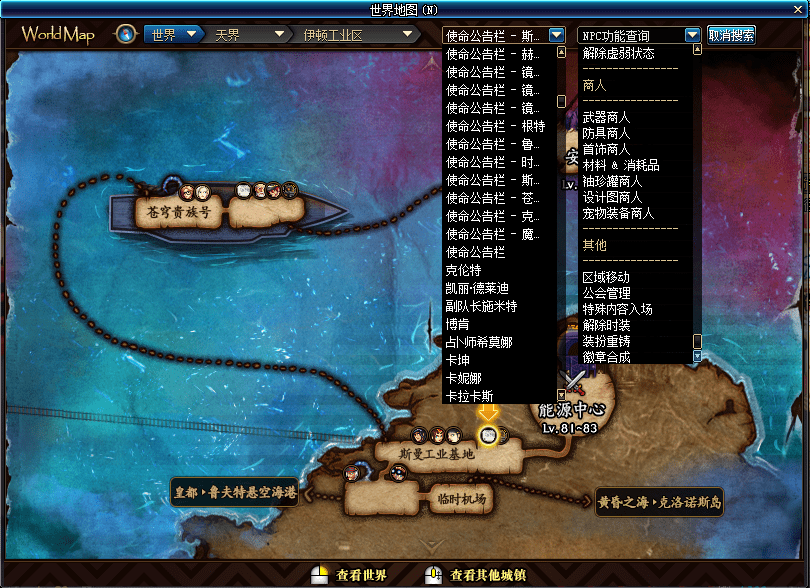 世界地图 (N)
World Map
世界
天界
伊顿工业区
使命公告栏 - 斯..
NPC功能查询
取消搜索
使命公告栏 - 赫..
使命公告栏 - 镜..
使命公告栏 - 镜..
使命公告栏 - 镜..
使命公告栏 - 根特
使命公告栏 - 鲁..
使命公告栏 - 时..
使命公告栏 - 斯..
使命公告栏 - 苍..
使命公告栏 - 克..
使命公告栏 - 魔..
使命公告栏
克伦特
凯丽·德莱迪
副队长施米特
博肯
占卜师希莫娜
卡坤
卡妮娜
卡拉卡斯
解除虚弱状态
商人
武器商人
防具商人
首饰商人
材料 & 消耗品
袖珍罐商人
设计图商人
宠物装备商人
其他
区域移动
公会管理
特殊内容入场
解除时装
装扮重铸
徽章合成
安
Lv.
苍穹贵族号
能源中心
Lv.81~83
斯曼工业基地
皇都▸鲁夫特悬空海港
临时机场
黄昏之海▸克洛诺斯岛
查看世界
查看其他城镇